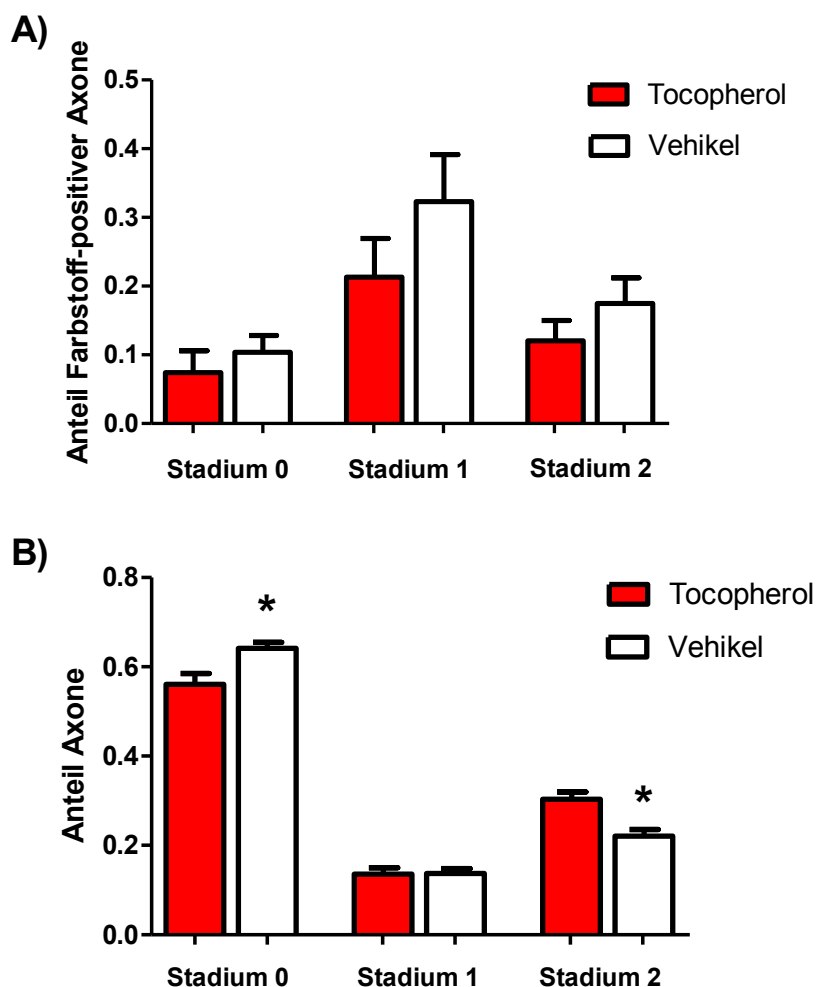 A)
Anteil Farbstoff-positiver Axone
0.5
0.4
0.3
0.2
0.1
0.0
Tocopherol
Vehikel
Stadium 0 Stadium 1 Stadium 2
B)
Anteil Axone
0.8
0.6
0.4
0.2
0.0
Tocopherol
Vehikel
*
*
Stadium 0 Stadium 1 Stadium 2